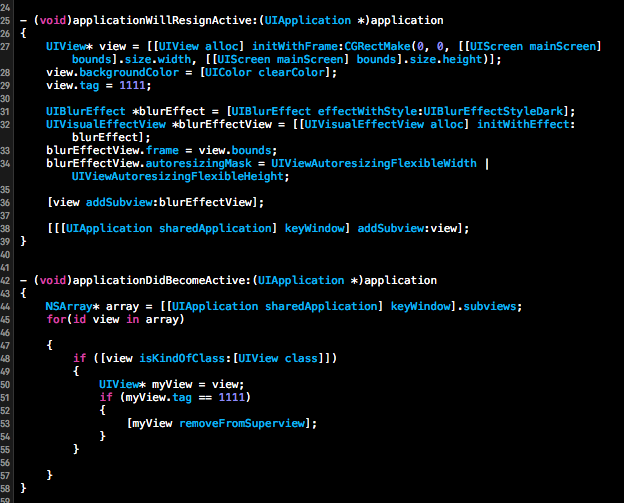 24
25 - (void)applicationWillResignActive:(UIApplication *)application
26 {
27     UIView* view = [[UIView alloc] initWithFrame:CGRectMake(0, 0, [[UIScreen mainScreen]
        bounds].size.width, [[UIScreen mainScreen] bounds].size.height)];
28     view.backgroundColor = [UIColor clearColor];
29     view.tag = 1111;
30
31     UIBlurEffect *blurEffect = [UIBlurEffect effectWithStyle:UIBlurEffectStyleDark];
32     UIVisualEffectView *blurEffectView = [[UIVisualEffectView alloc] initWithEffect:
        blurEffect];
33     blurEffectView.frame = view.bounds;
34     blurEffectView.autoresizingMask = UIViewAutoresizingFlexibleWidth |
        UIViewAutoresizingFlexibleHeight;
35
36     [view addSubview:blurEffectView];
37
38     [[[UIApplication sharedApplication] keyWindow] addSubview:view];
39 }
40
41
42 - (void)applicationDidBecomeActive:(UIApplication *)application
43 {
44     NSArray* array = [[UIApplication sharedApplication] keyWindow].subviews;
45     for(id view in array)
46
47     {
48         if ([view isKindOfClass:[UIView class]])
49         {
50             UIView* myView = view;
51             if (myView.tag == 1111)
52             {
53                 [myView removeFromSuperview];
54             }
55         }
56
57     }
58 }
59